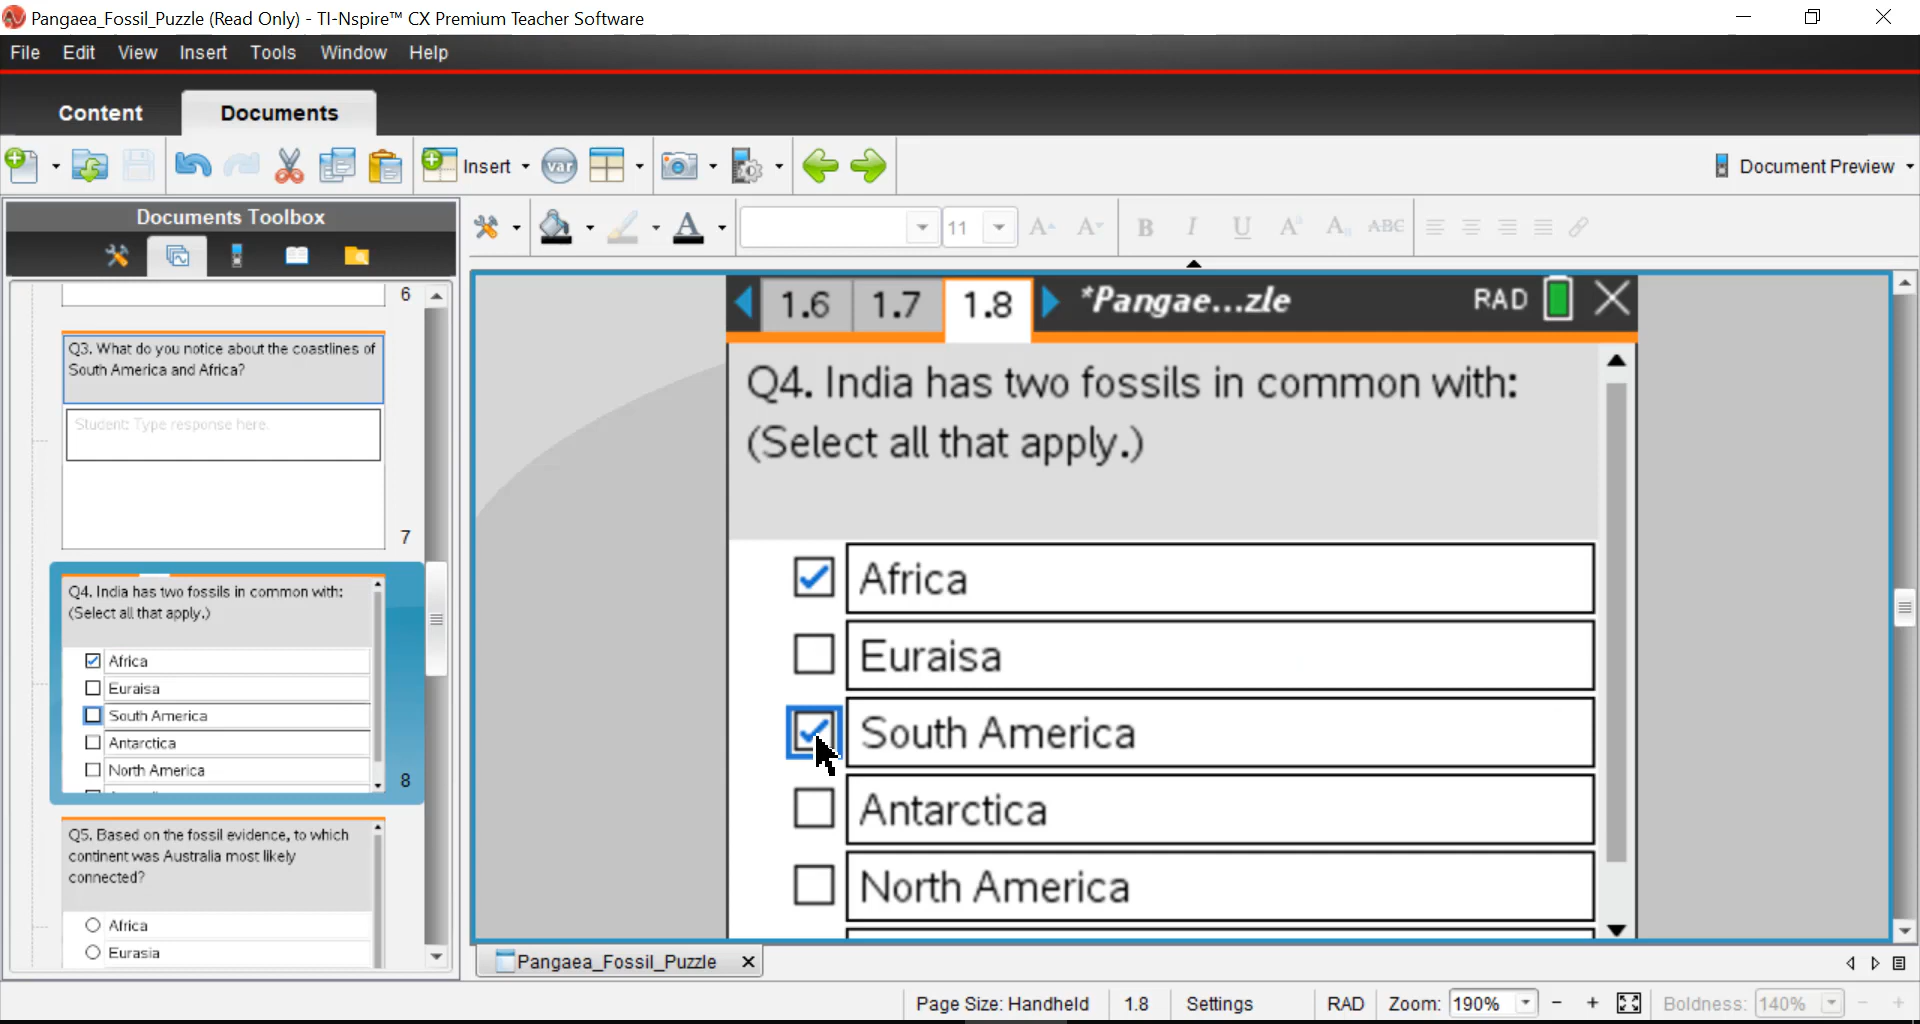 Pangaea_Fossil_Puzzle (Read Only) - TI-Nspire™ CX Premium Teacher Software
File Edit View Insert Tools Window Help
Content Documents
Insert var Document Preview
Documents Toolbox
11 A A B I U A A ABC
6
Q3. What do you notice about the coastlines of
South America and Africa?
Student: Type response here.
7
Q4. India has two fossils in common with:
(Select all that apply.)
Africa
Euraisa
South America
Antarctica
North America
8
Q5. Based on the fossil evidence, to which
continent was Australia most likely
connected?
Africa
Eurasia
1.6 1.7 1.8 *Pangae...zle RAD
Q4. India has two fossils in common with:
(Select all that apply.)
Africa
Euraisa
South America
Antarctica
North America
Pangaea_Fossil_Puzzle
Page Size: Handheld 1.8 Settings RAD Zoom: 190% - + Boldness: 140% - +